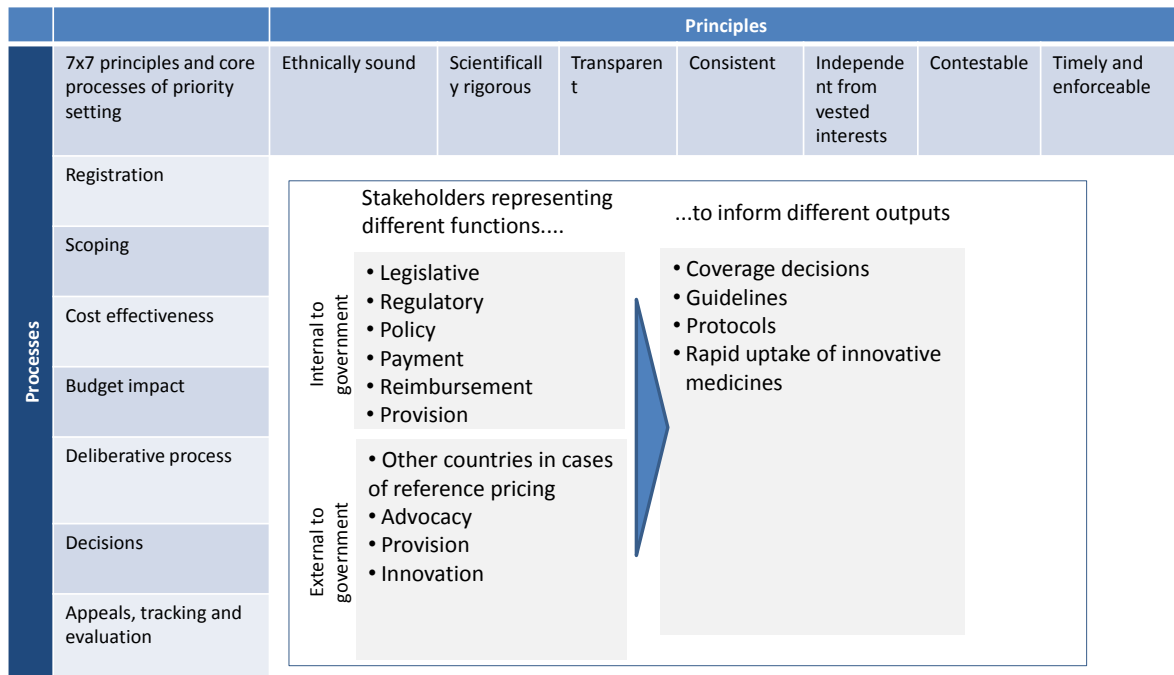 Principles
Processes
7x7 principles and core
processes of priority
setting
Ethnically sound
Scientificall
y rigorous
Transparen
t
Consistent
Independe
nt from
vested
interests
Contestable
Timely and
enforceable
Registration
Scoping
Cost effectiveness
Budget impact
Deliberative process
Decisions
Appeals, tracking and
evaluation
Stakeholders representing
different functions....
Internal to
government
• Legislative
• Regulatory
• Policy
• Payment
• Reimbursement
• Provision
External to
government
• Other countries in cases
of reference pricing
• Advocacy
• Provision
• Innovation
...to inform different outputs
• Coverage decisions
• Guidelines
• Protocols
• Rapid uptake of innovative
medicines